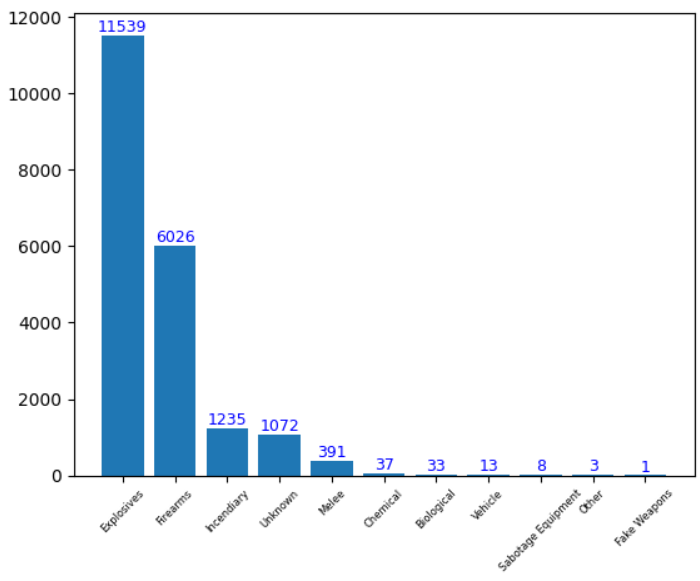 12000
10000
8000
6000
4000
2000
0
11539
6026
1235
1072
391
37
33
13
8
3
1
Explosives
Firearms
Incendiary
Unknown
Melee
Chemical
Biological
Vehicle
Sabotage Equipment
Other
Fake Weapons